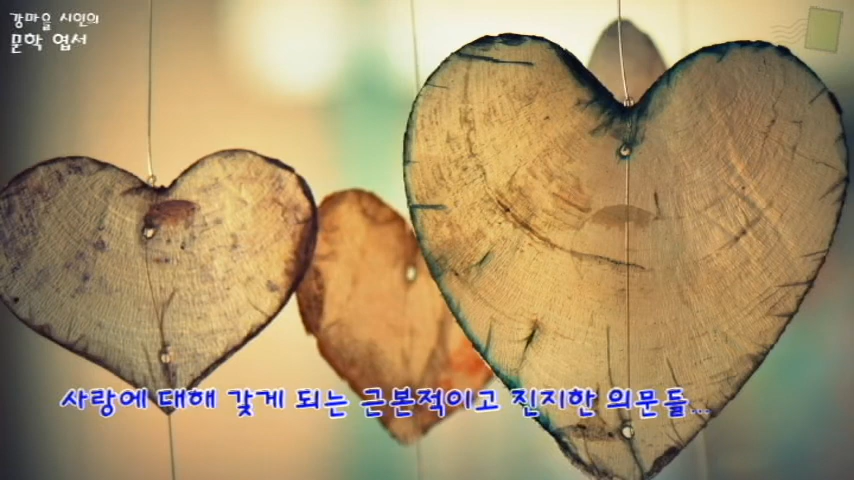 강마을 시인의
문학 엽서
사랑에 대해 갖게 되는 근본적이고 진지한 의문들...